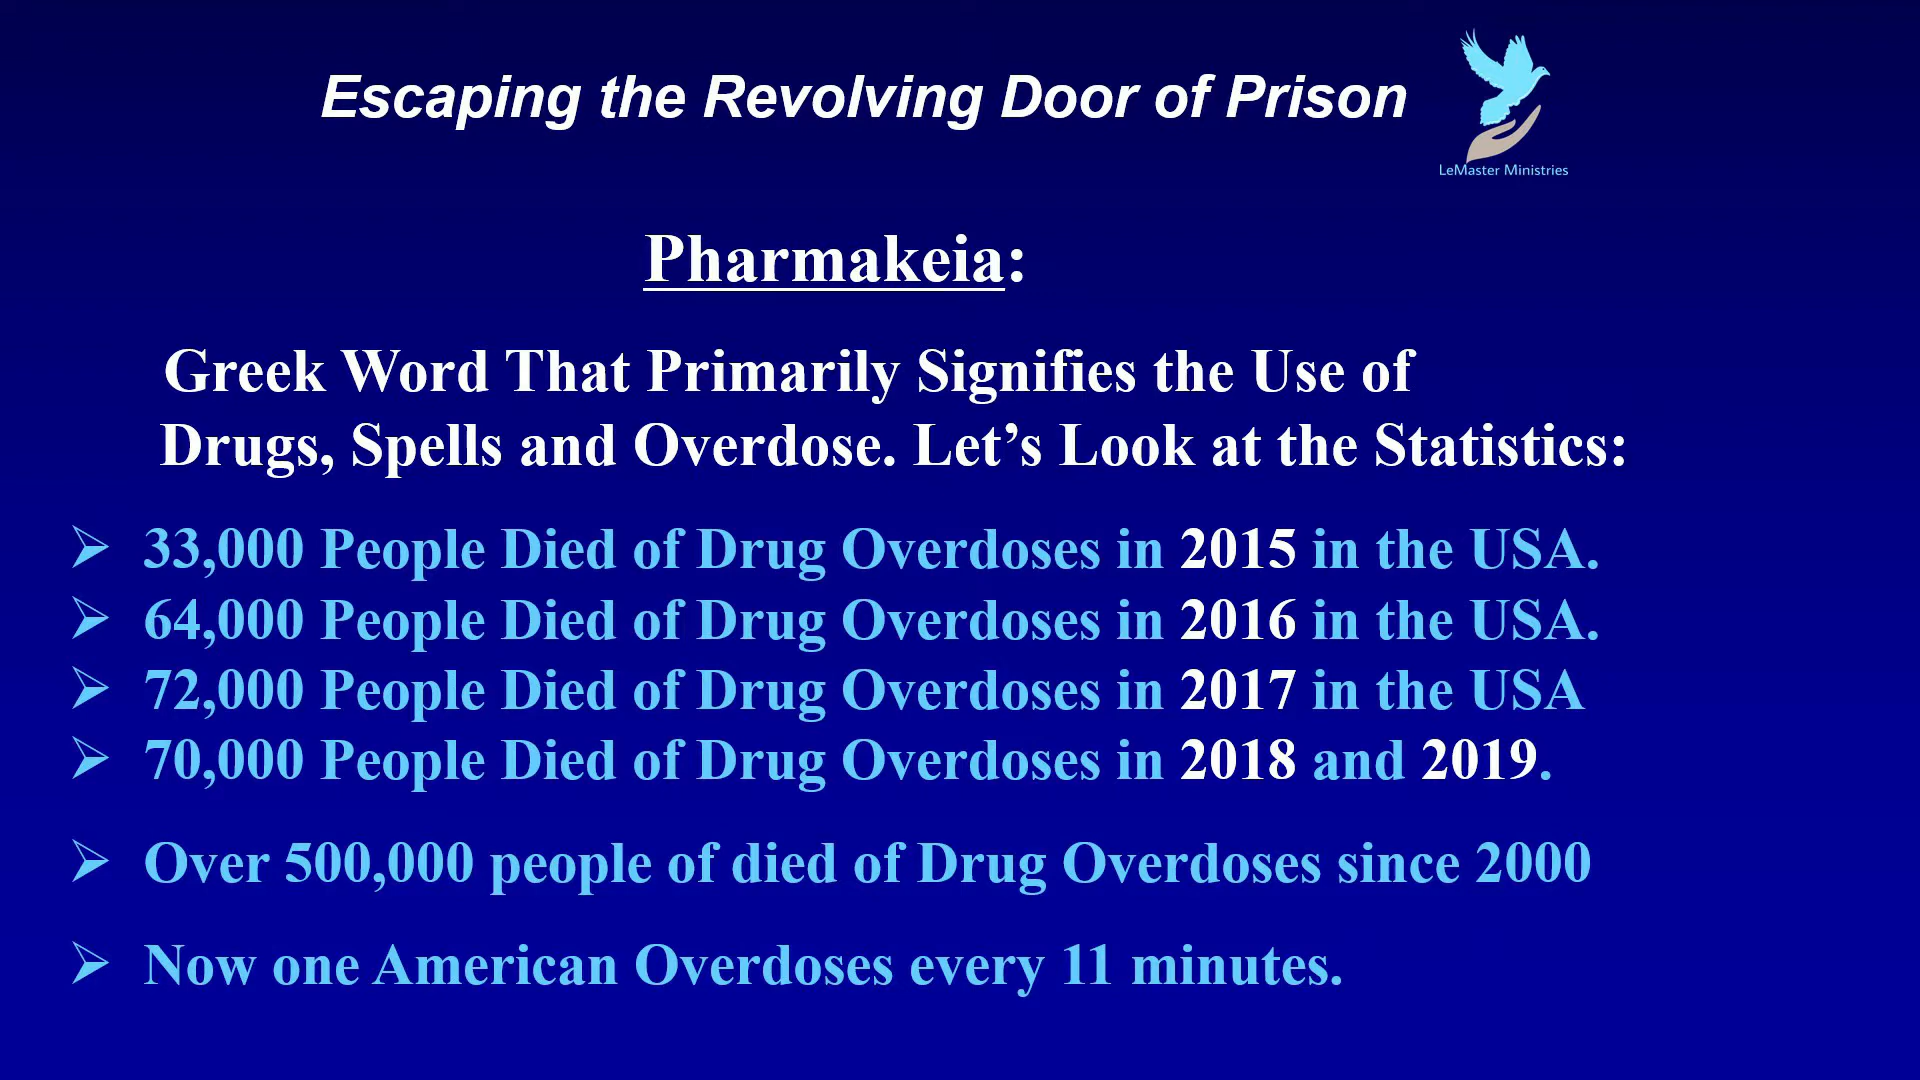 Escaping the Revolving Door of Prison
LeMaster Ministries
Pharmakeia:
Greek Word That Primarily Signifies the Use of
Drugs, Spells and Overdose. Let’s Look at the Statistics:
➢ 33,000 People Died of Drug Overdoses in 2015 in the USA.
➢ 64,000 People Died of Drug Overdoses in 2016 in the USA.
➢ 72,000 People Died of Drug Overdoses in 2017 in the USA
➢ 70,000 People Died of Drug Overdoses in 2018 and 2019.
➢ Over 500,000 people of died of Drug Overdoses since 2000
➢ Now one American Overdoses every 11 minutes.